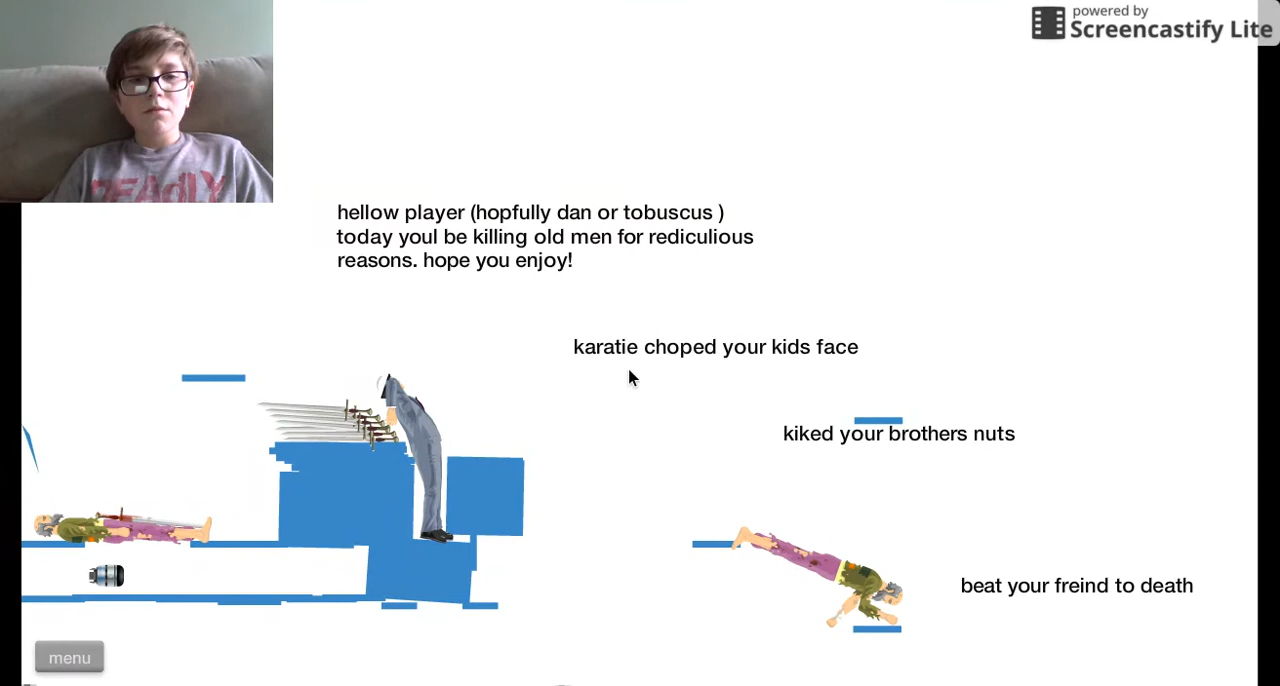 powered by
Screencastify Lite
DEAdLY
hellow player (hopfully dan or tobuscus )
today youl be killing old men for rediculious
reasons. hope you enjoy!
karatie choped your kids face
kiked your brothers nuts
beat your freind to death
menu